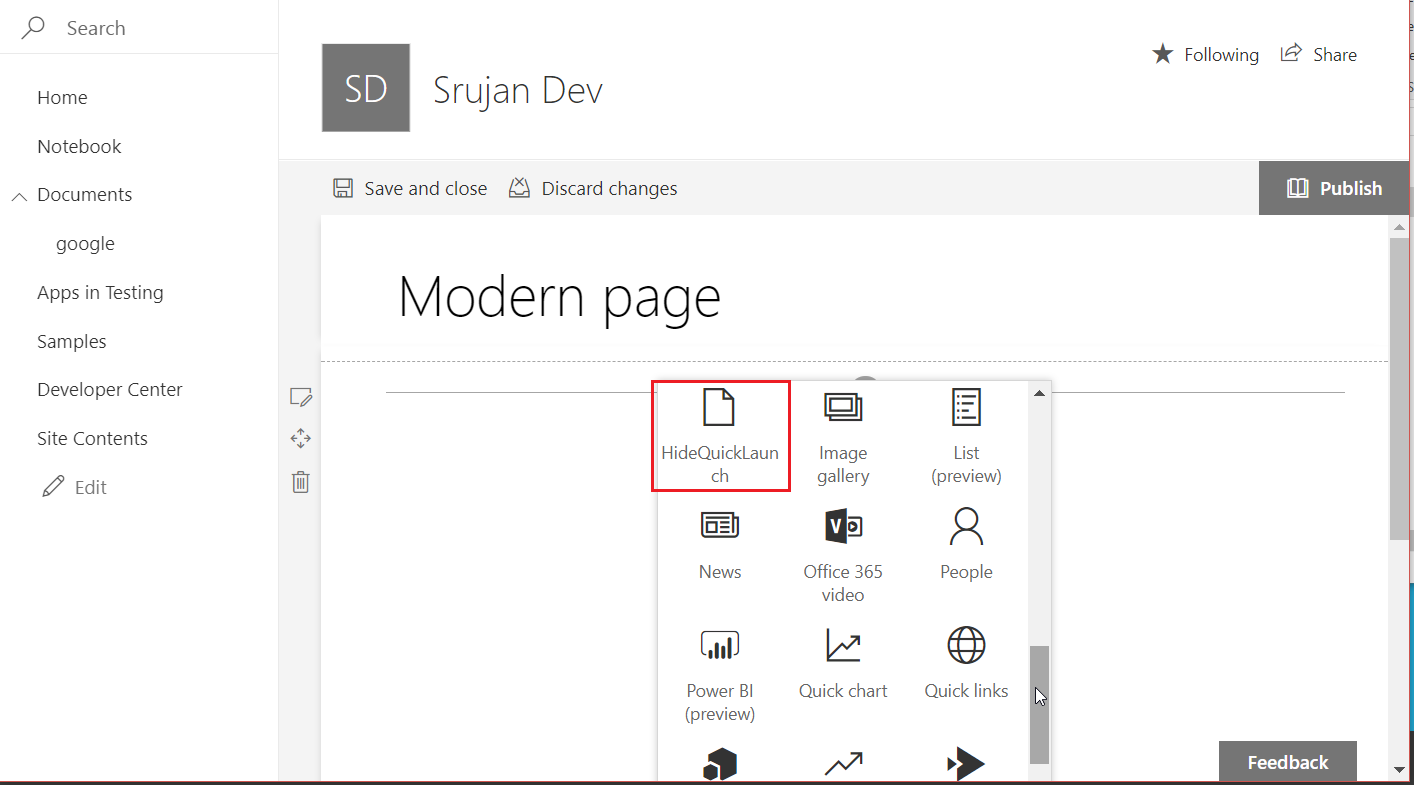 Search
Home
Notebook
Documents
google
Apps in Testing
Samples
Developer Center
Site Contents
Edit
SD
Srujan Dev
Following
Share
Save and close
Discard changes
Publish
Modern page
HideQuickLaun
ch
Image
gallery
List
(preview)
News
Office 365
video
People
Power BI
(preview)
Quick chart
Quick links
Feedback